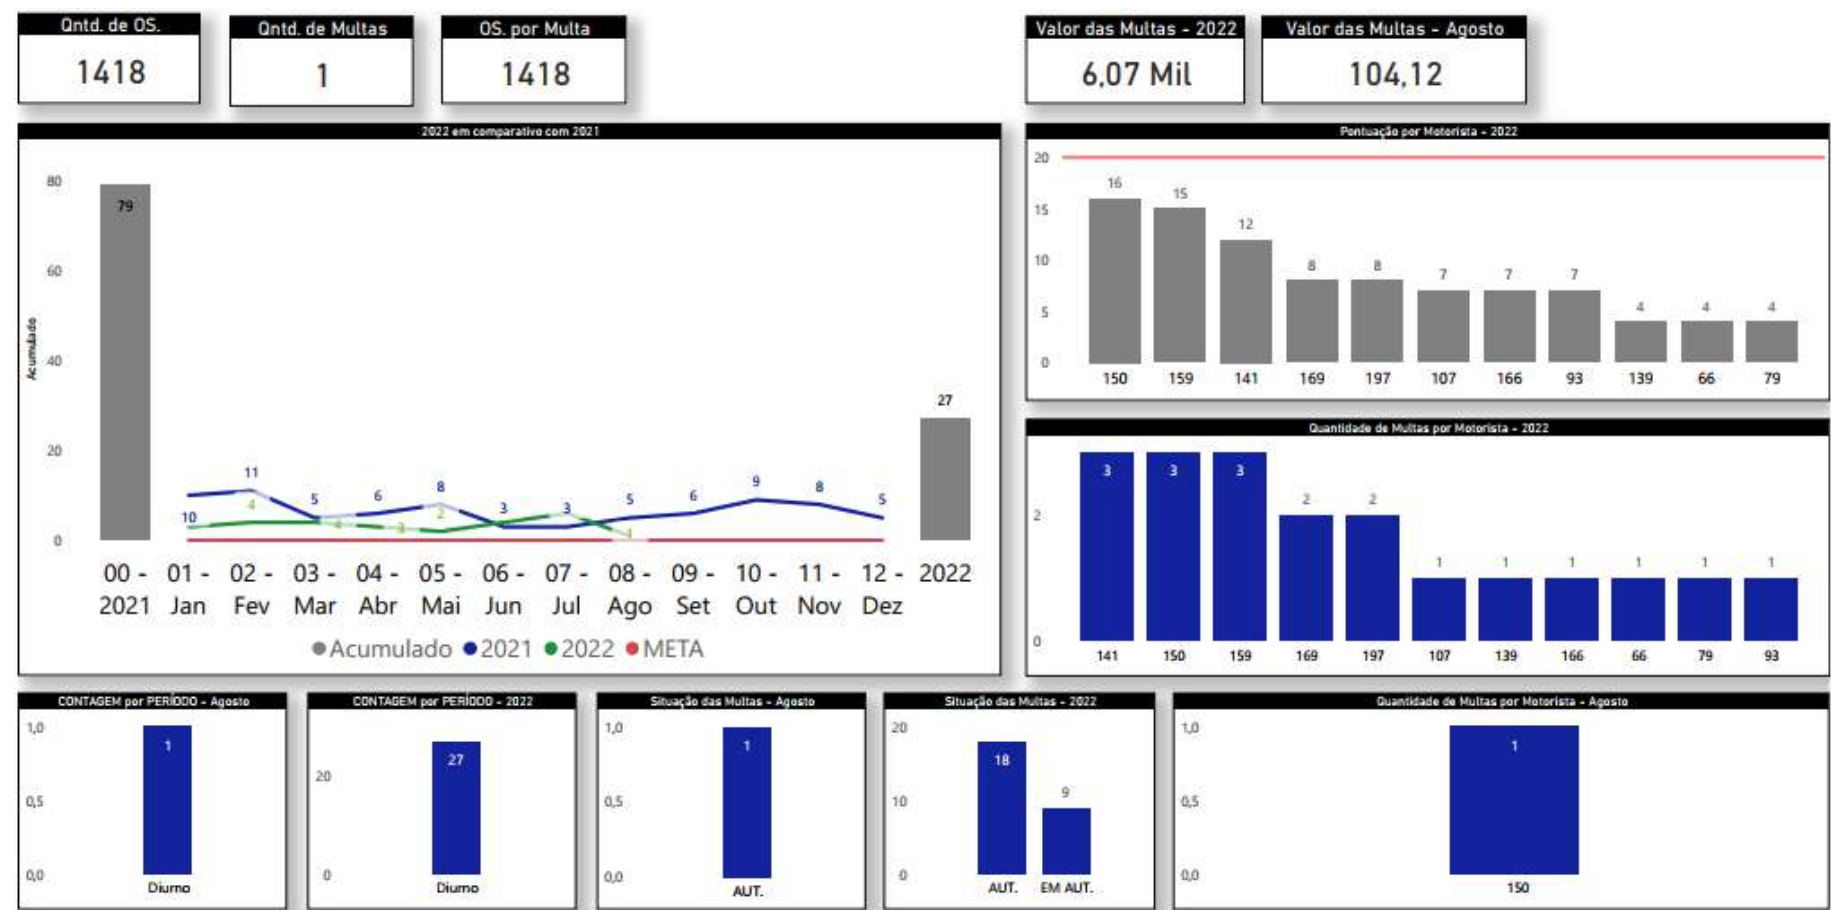 Qntd. de OS.
1418
Qntd. de Multas
1
OS. por Multa
1418
Valor das Multas - 2022
6,07 Mil
Valor das Multas - Agosto
104,12
2022 em comparativo com 2021
Acumulado
80
60
40
20
0
79
10
11
5
6
8
3
3
5
6
9
8
5
4
4
3
2
1
27
00 - 01 - 02 - 03 - 04 - 05 - 06 - 07 - 08 - 09 - 10 - 11 - 12 - 2022
2021 Jan Fev Mar Abr Mai Jun Jul Ago Set Out Nov Dez
Acumulado 2021 2022 META
Pontuação por Motorista - 2022
20
15
10
5
0
16 15 12 8 8 7 7 7 4 4 4
150 159 141 169 197 107 166 93 139 66 79
Quantidade de Multas por Motorista - 2022
2
0
3 3 3 2 2 1 1 1 1 1 1
141 150 159 169 197 107 139 166 66 79 93
CONTAGEM por PERÍODO - Agosto
1,0
0,5
0,0
1
Diurno
CONTAGEM por PERÍODO - 2022
20
0
27
Diurno
Situação das Multas - Agosto
1,0
0,5
0,0
1
AUT.
Situação das Multas - 2022
20
10
0
18
9
AUT. EM AUT.
Quantidade de Multas por Motorista - Agosto
1,0
0,5
0,0
1
150